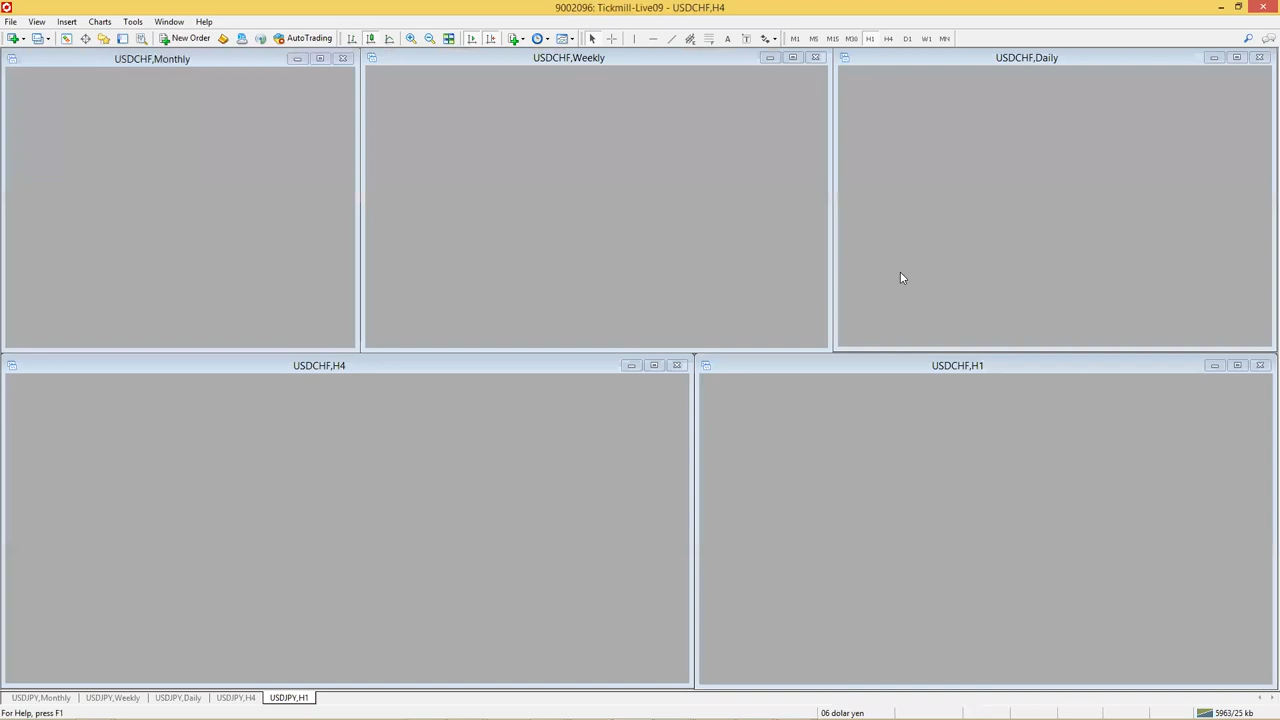 9002096: Tickmill-Live09 - USDCHF,H4
File View Insert Charts Tools Window Help
New Order AutoTrading A T M1 M5 M15 M30 H1 H4 D1 W1 MN
USDCHF,Monthly
USDCHF,Weekly
USDCHF,Daily
USDCHF,H4
USDCHF,H1
USDJPY,Monthly USDJPY,Weekly USDJPY,Daily USDJPY,H4 USDJPY,H1
For Help, press F1 06 dolar yen 5963/25 kb